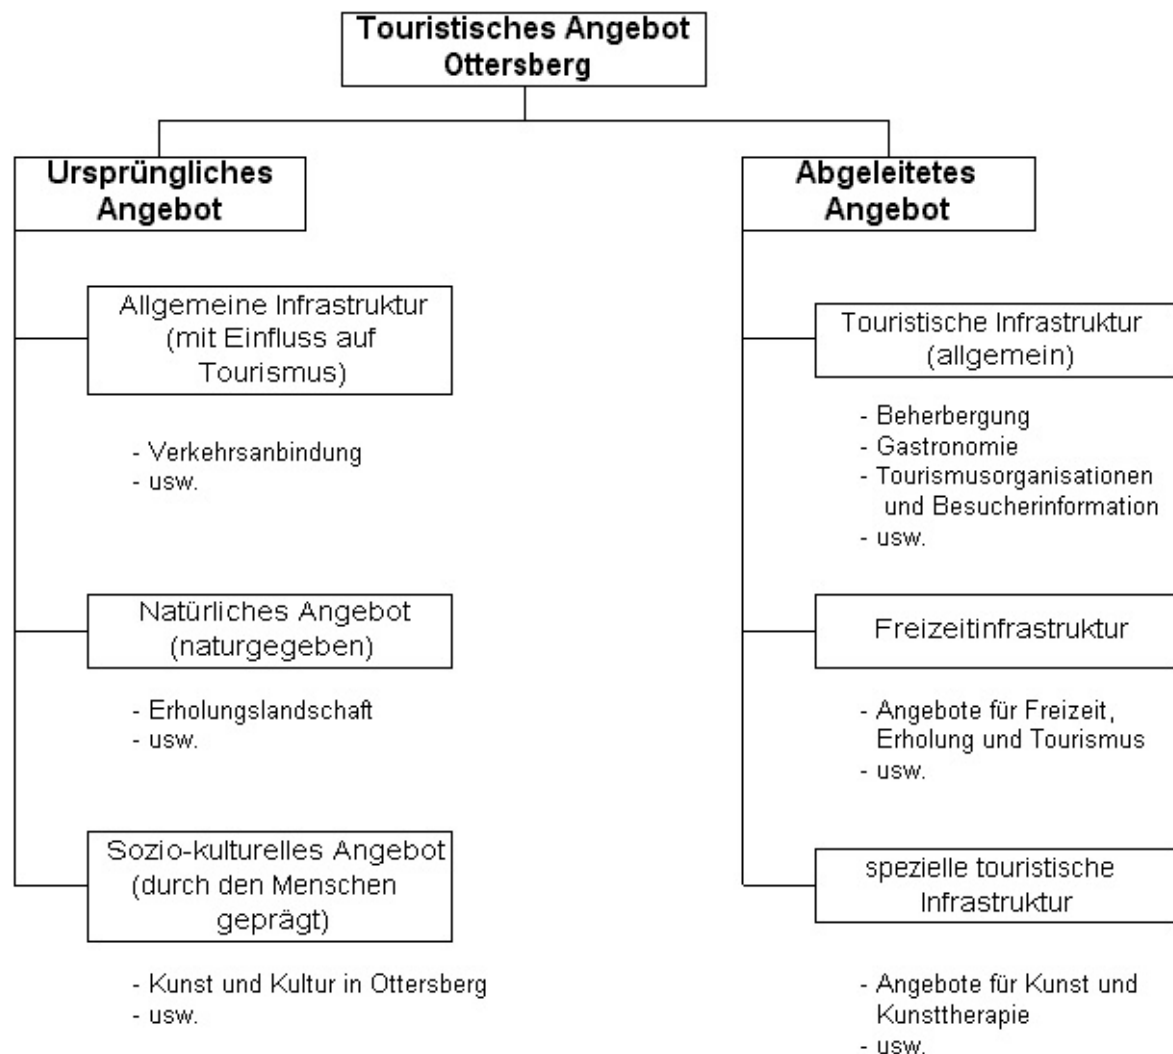 Touristisches Angebot
Ottersberg
Ursprüngliches
Angebot
Allgemeine Infrastruktur
(mit Einfluss auf
Tourismus)
- Verkehrsanbindung
- usw.
Natürliches Angebot
(naturgegeben)
- Erholungslandschaft
- usw.
Sozio-kulturelles Angebot
(durch den Menschen
geprägt)
- Kunst und Kultur in Ottersberg
- usw.
Abgeleitetes
Angebot
Touristische Infrastruktur
(allgemein)
- Beherbergung
- Gastronomie
- Tourismusorganisationen
und Besucherinformation
- usw.
Freizeitinfrastruktur
- Angebote für Freizeit,
Erholung und Tourismus
- usw.
spezielle touristische
Infrastruktur
- Angebote für Kunst und
Kunsttherapie
- usw.